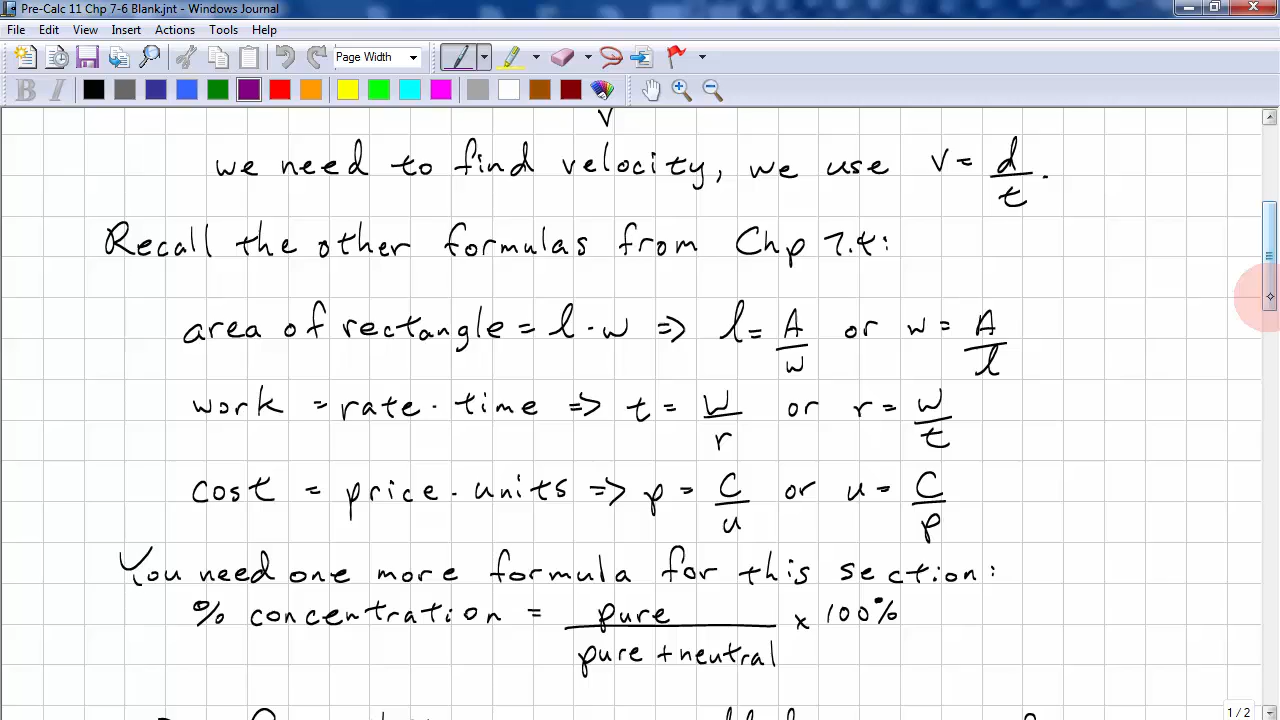 Pre-Calc 11 Chp 7-6 Blank.jnt - Windows Journal
File Edit View Insert Actions Tools Help
Page Width
B I
v
we need to find velocity, we use v = d/t.
Recall the other formulas from Chp 7.4:
area of rectangle = l · w => l = A/w or w = A/l
work = rate · time => t = W/r or r = W/t
cost = price · units => p = C/u or u = C/p
You need one more formula for this section:
% concentration = pure / pure + neutral x 100%
1 / 2